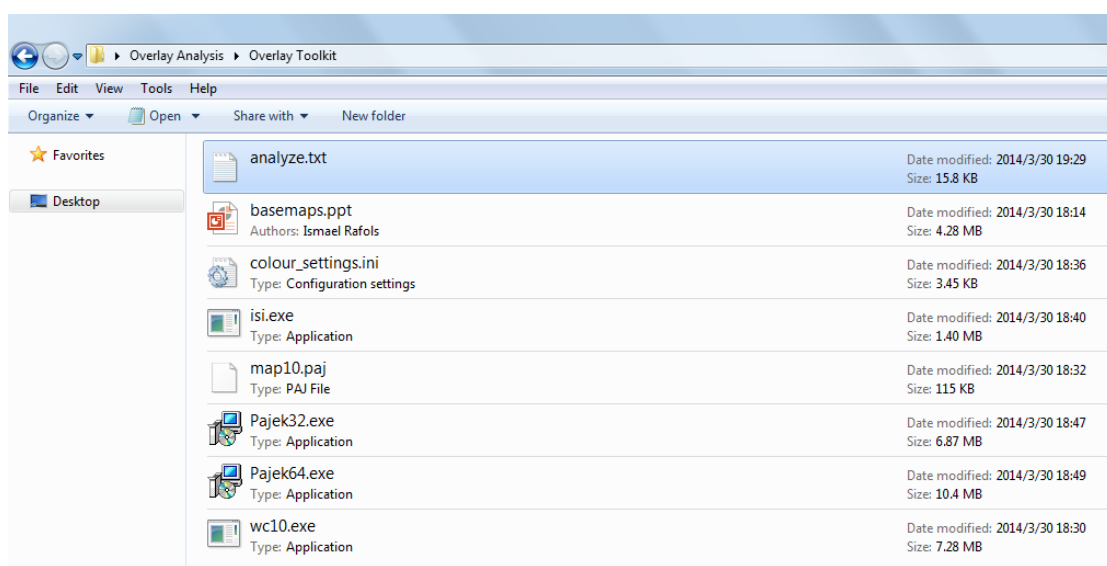 Overlay Analysis Overlay Toolkit
File Edit View Tools Help
Organize Open Share with New folder
Favorites
Desktop
analyze.txt
Date modified: 2014/3/30 19:29
Size: 15.8 KB
basemaps.ppt
Authors: Ismael Rafols
Date modified: 2014/3/30 18:14
Size: 4.28 MB
colour_settings.ini
Type: Configuration settings
Date modified: 2014/3/30 18:36
Size: 3.45 KB
isi.exe
Type: Application
Date modified: 2014/3/30 18:40
Size: 1.40 MB
map10.paj
Type: PAJ File
Date modified: 2014/3/30 18:32
Size: 115 KB
Pajek32.exe
Type: Application
Date modified: 2014/3/30 18:47
Size: 6.87 MB
Pajek64.exe
Type: Application
Date modified: 2014/3/30 18:49
Size: 10.4 MB
wc10.exe
Type: Application
Date modified: 2014/3/30 18:30
Size: 7.28 MB